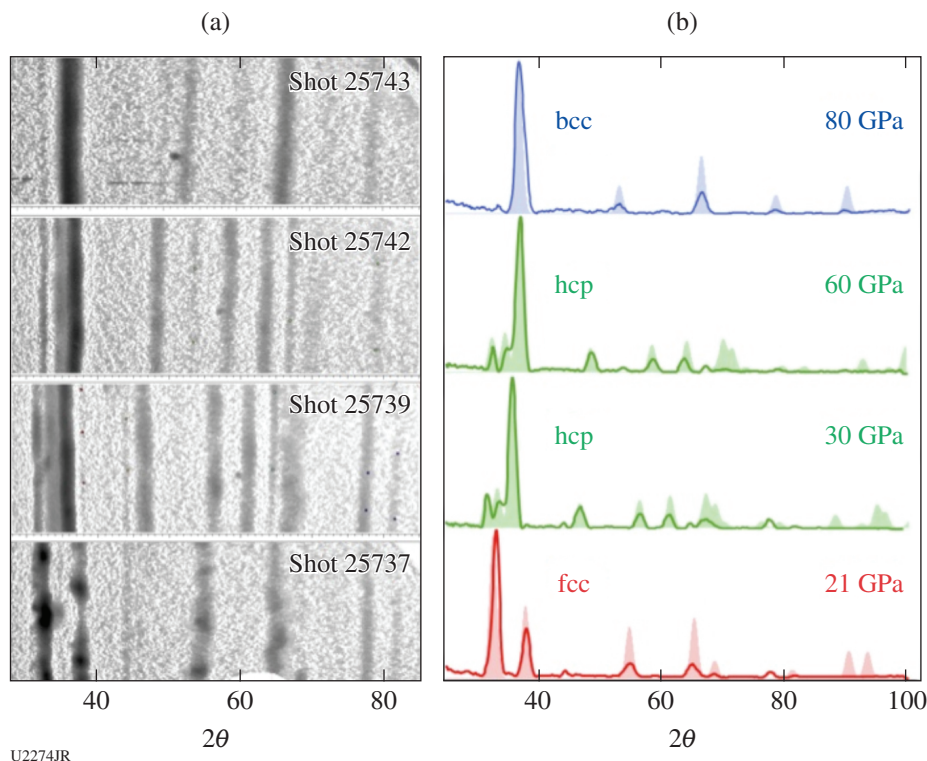 (a)
(b)
Shot 25743
bcc
80 GPa
Shot 25742
hcp
60 GPa
Shot 25739
hcp
30 GPa
Shot 25737
fcc
21 GPa
40 60 80
40 60 80 100
2θ
2θ
U2274JR